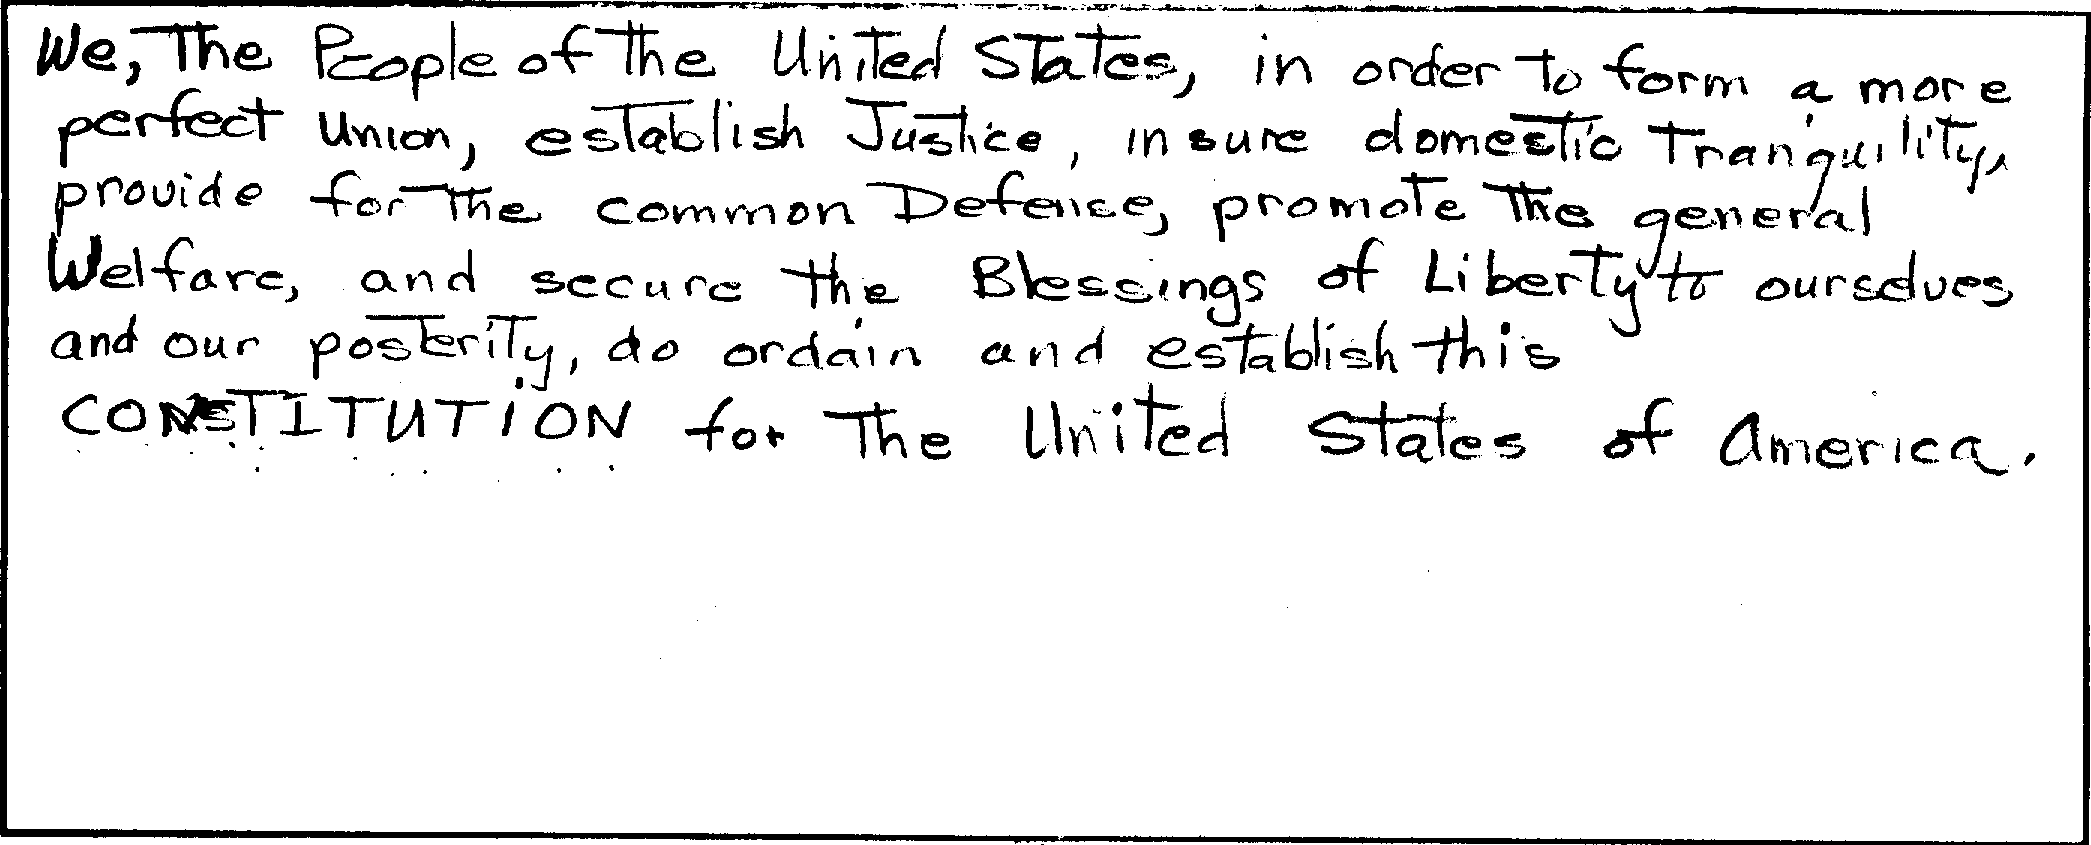 We, The People of the United States, in order to form a more
perfect Union, establish Justice, insure domestic Tranquility,
provide for the common Defense, promote the general
Welfare, and secure the Blessings of Liberty to ourselves
and our posterity, do ordain and establish this
CONSTITUTION for The United States of America.